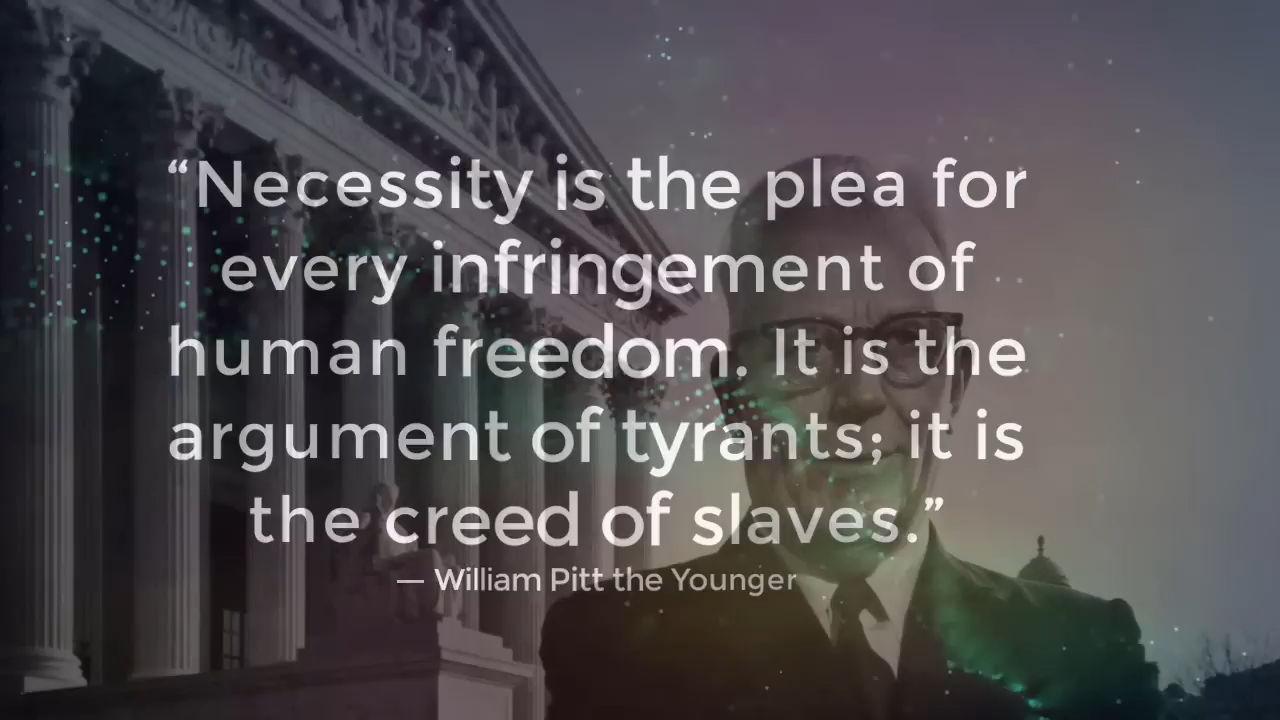 “Necessity is the plea for
every infringement of
human freedom. It is the
argument of tyrants; it is
the creed of slaves.”
— William Pitt the Younger